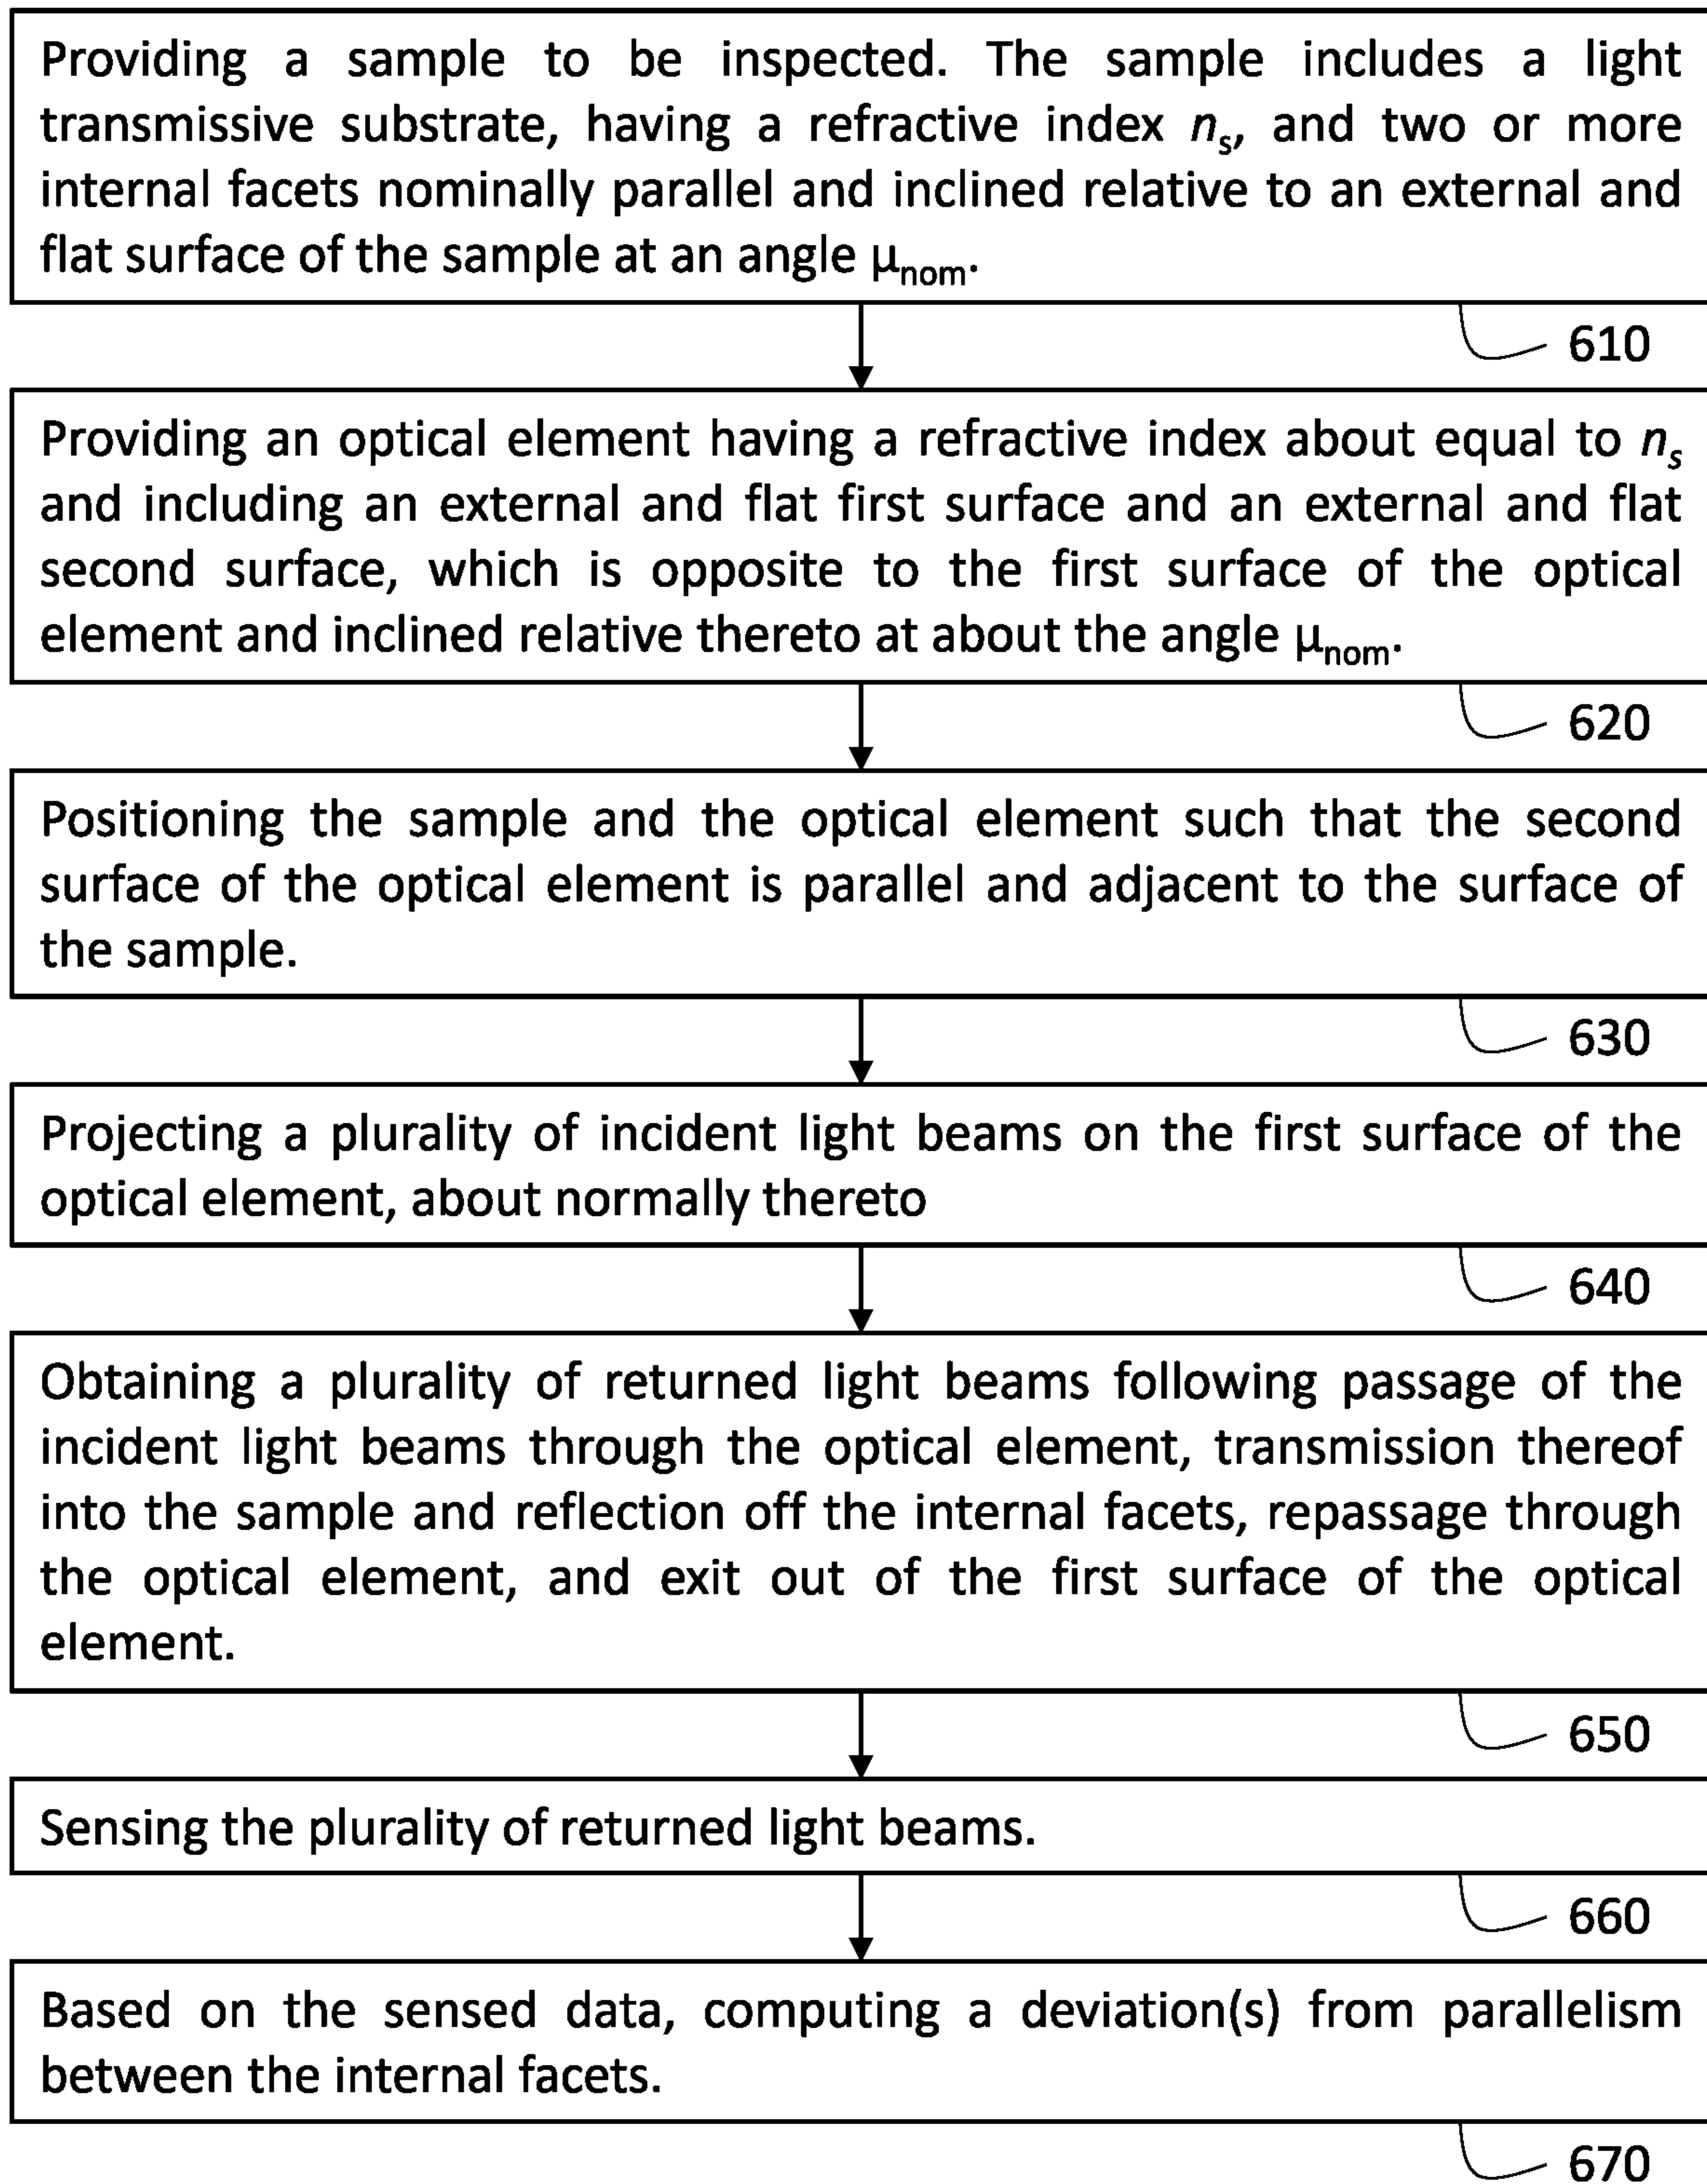 Providing a sample to be inspected. The sample includes a light
transmissive substrate, having a refractive index nₛ, and two or more
internal facets nominally parallel and inclined relative to an external and
flat surface of the sample at an angle μₙₒₘ.
610
Providing an optical element having a refractive index about equal to nₛ
and including an external and flat first surface and an external and flat
second surface, which is opposite to the first surface of the optical
element and inclined relative thereto at about the angle μₙₒₘ.
620
Positioning the sample and the optical element such that the second
surface of the optical element is parallel and adjacent to the surface of
the sample.
630
Projecting a plurality of incident light beams on the first surface of the
optical element, about normally thereto
640
Obtaining a plurality of returned light beams following passage of the
incident light beams through the optical element, transmission thereof
into the sample and reflection off the internal facets, repassage through
the optical element, and exit out of the first surface of the optical
element.
650
Sensing the plurality of returned light beams.
660
Based on the sensed data, computing a deviation(s) from parallelism
between the internal facets.
670